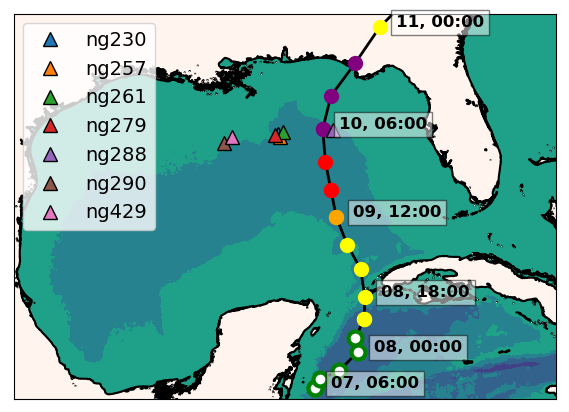 ng230
ng257
ng261
ng279
ng288
ng290
ng429
11, 00:00
10, 06:00
09, 12:00
08, 18:00
08, 00:00
07, 06:00